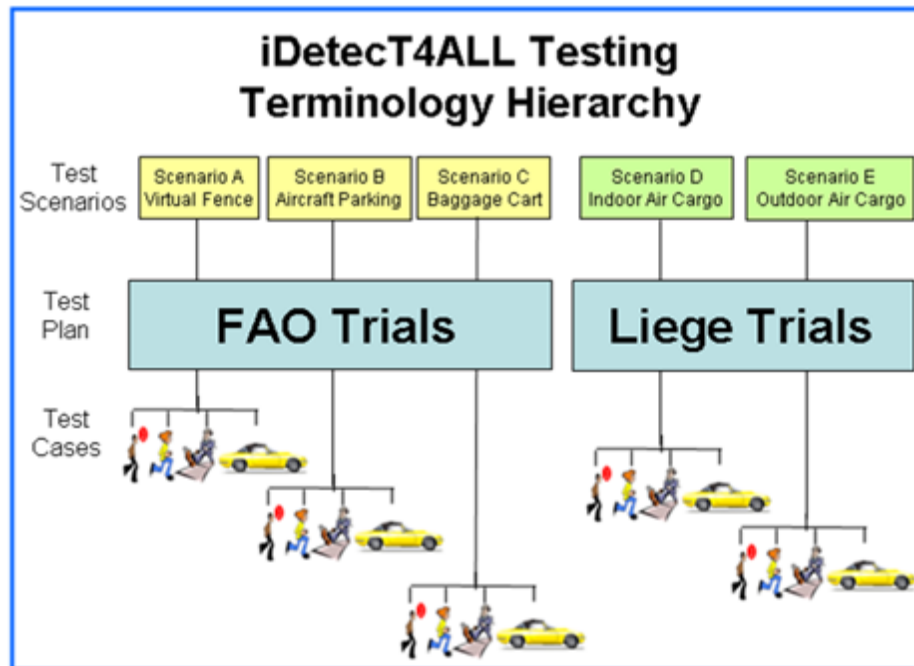 iDetecT4ALL Testing
Terminology Hierarchy
Test
Scenarios
Scenario A
Virtual Fence
Scenario B
Aircraft Parking
Scenario C
Baggage Cart
Scenario D
Indoor Air Cargo
Scenario E
Outdoor Air Cargo
Test
Plan
FAO Trials
Liege Trials
Test
Cases